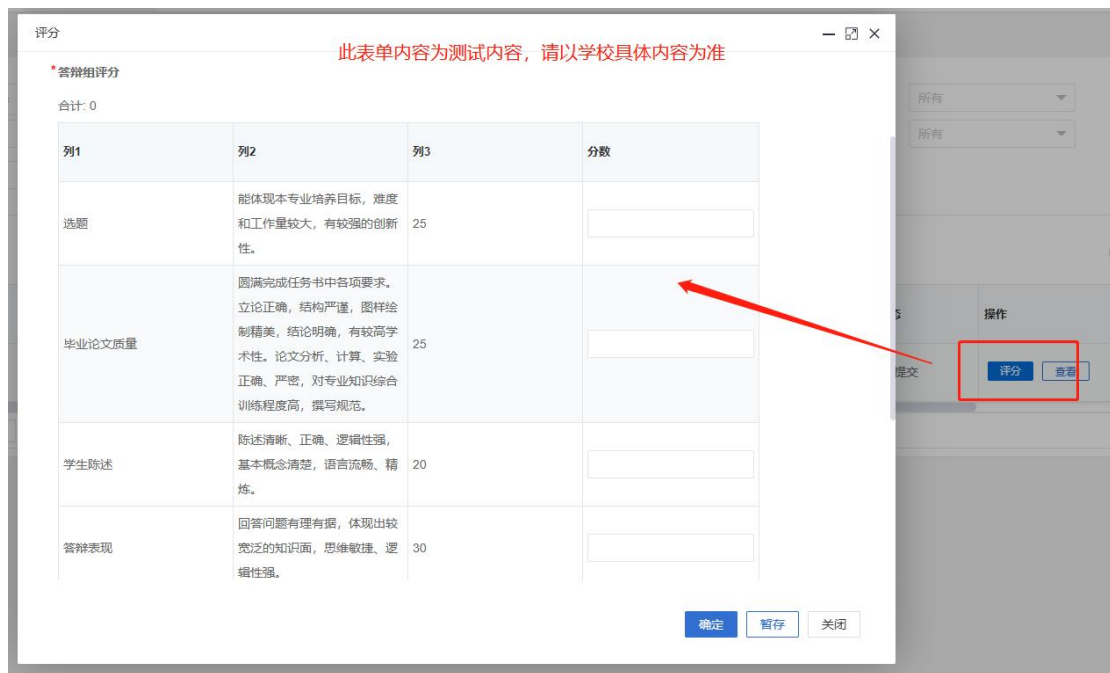 评分
此表单内容为测试内容，请以学校具体内容为准
*答辩组评分
合计: 0
所有
所有
列1
列2
列3
分数
选题
能体现本专业培养目标，难度
和工作量较大，有较强的创新
性。
25
毕业论文质量
圆满完成任务书中各项要求。
立论正确，结构严谨，图样绘
制精美，结论明确，有较高学
术性。论文分析、计算、实验
正确、严密，对专业知识综合
训练程度高，撰写规范。
25
学生陈述
陈述清晰、正确、逻辑性强，
基本概念清楚，语言流畅、精
炼。
20
答辩表现
回答问题有理有据，体现出较
宽泛的知识面，思维敏捷、逻
辑性强。
30
操作
提交
评分
查看
确定
暂存
关闭